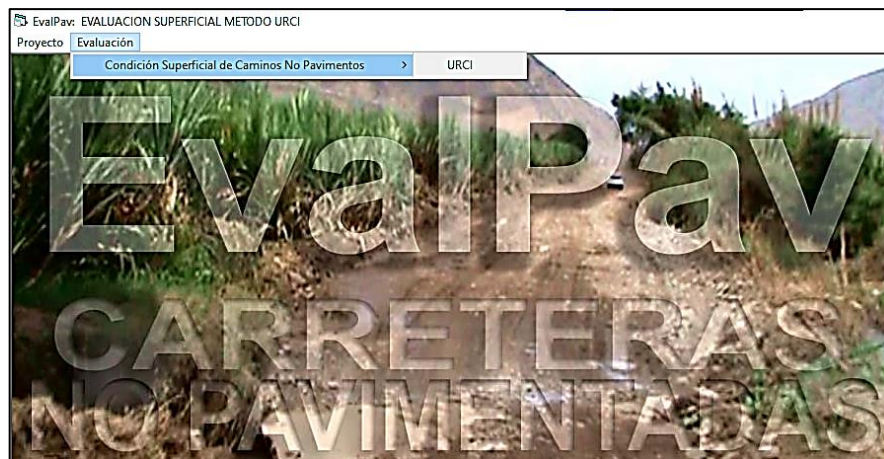 EvalPav: EVALUACION SUPERFICIAL METODO URCI
Proyecto Evaluación
Condición Superficial de Caminos No Pavimentos > URCI
EvalPav
CARRETERAS
NO PAVIMENTADAS